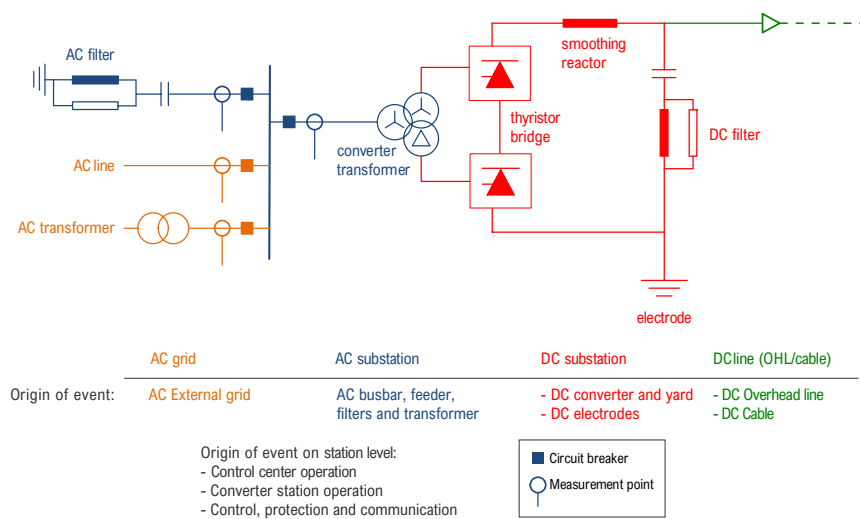 AC filter
smoothing
reactor
thyristor
bridge
DC filter
AC line
converter
transformer
AC transformer
electrode
AC grid
AC substation
DC substation
DC line (OHL/cable)
Origin of event:
AC External grid
AC busbar, feeder,
filters and transformer
- DC converter and yard
- DC electrodes
- DC Overhead line
- DC Cable
Origin of event on station level:
- Control center operation
- Converter station operation
- Control, protection and communication
Circuit breaker
Measurement point